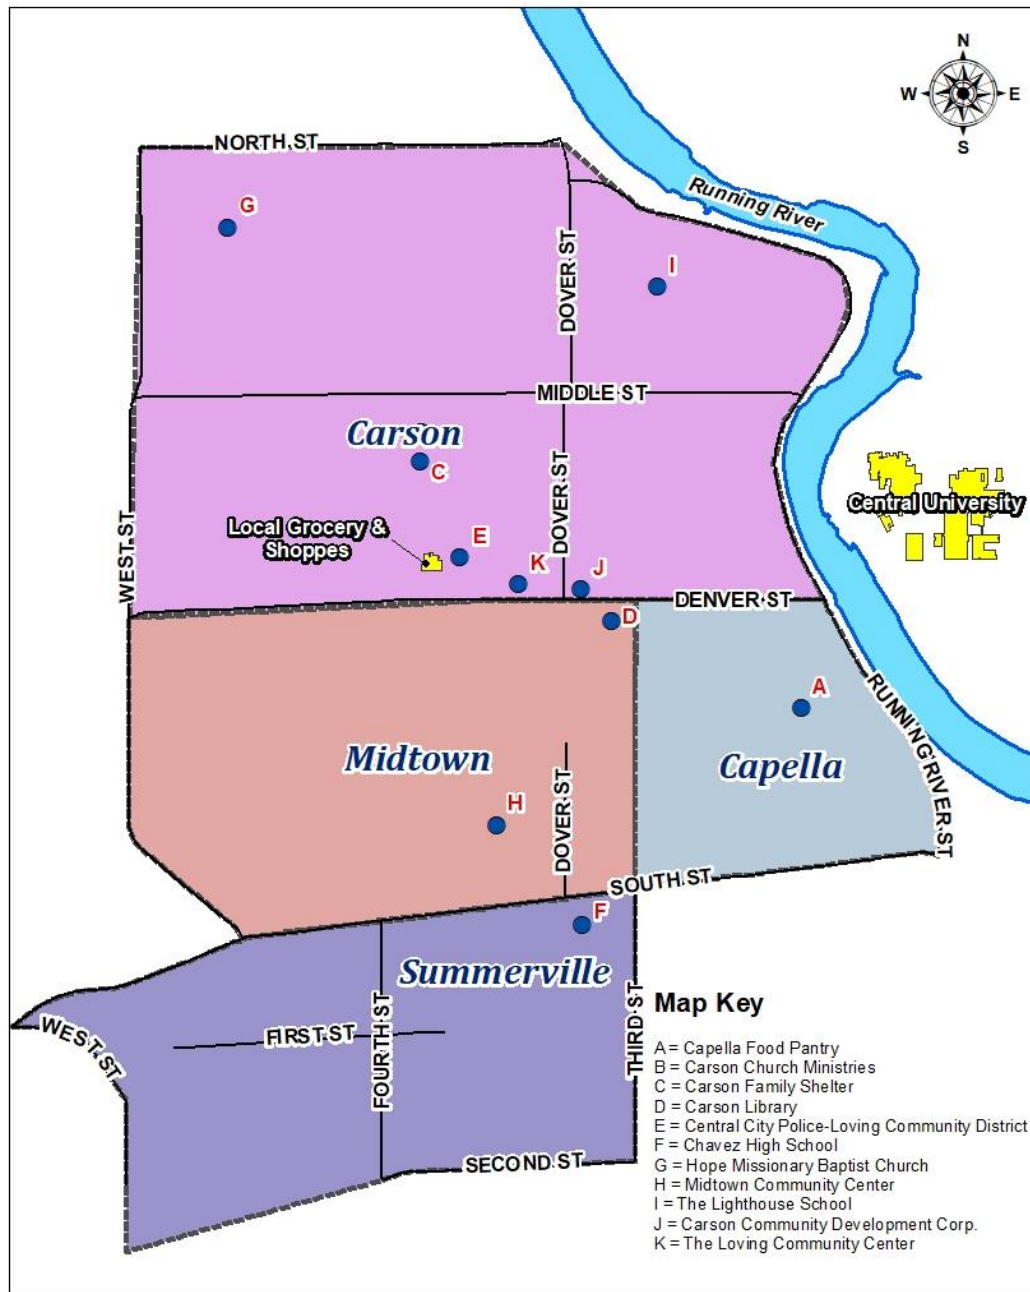 N
W E
S
NORTH ST
Running River
G
DOVER ST
I
MIDDLE ST
Carson
C
DOVER ST
Central University
WEST ST
Local Grocery &
Shoppes
E
K
J
DENVER ST
D
A
RUNNING RIVER ST
Midtown
Capella
H
DOVER ST
SOUTH ST
F
Summerville
WEST ST
FIRST ST
FOURTH ST
THIRD ST
SECOND ST
Map Key
A = Capella Food Pantry
B = Carson Church Ministries
C = Carson Family Shelter
D = Carson Library
E = Central City Police-Loving Community District
F = Chavez High School
G = Hope Missionary Baptist Church
H = Midtown Community Center
I = The Lighthouse School
J = Carson Community Development Corp.
K = The Loving Community Center